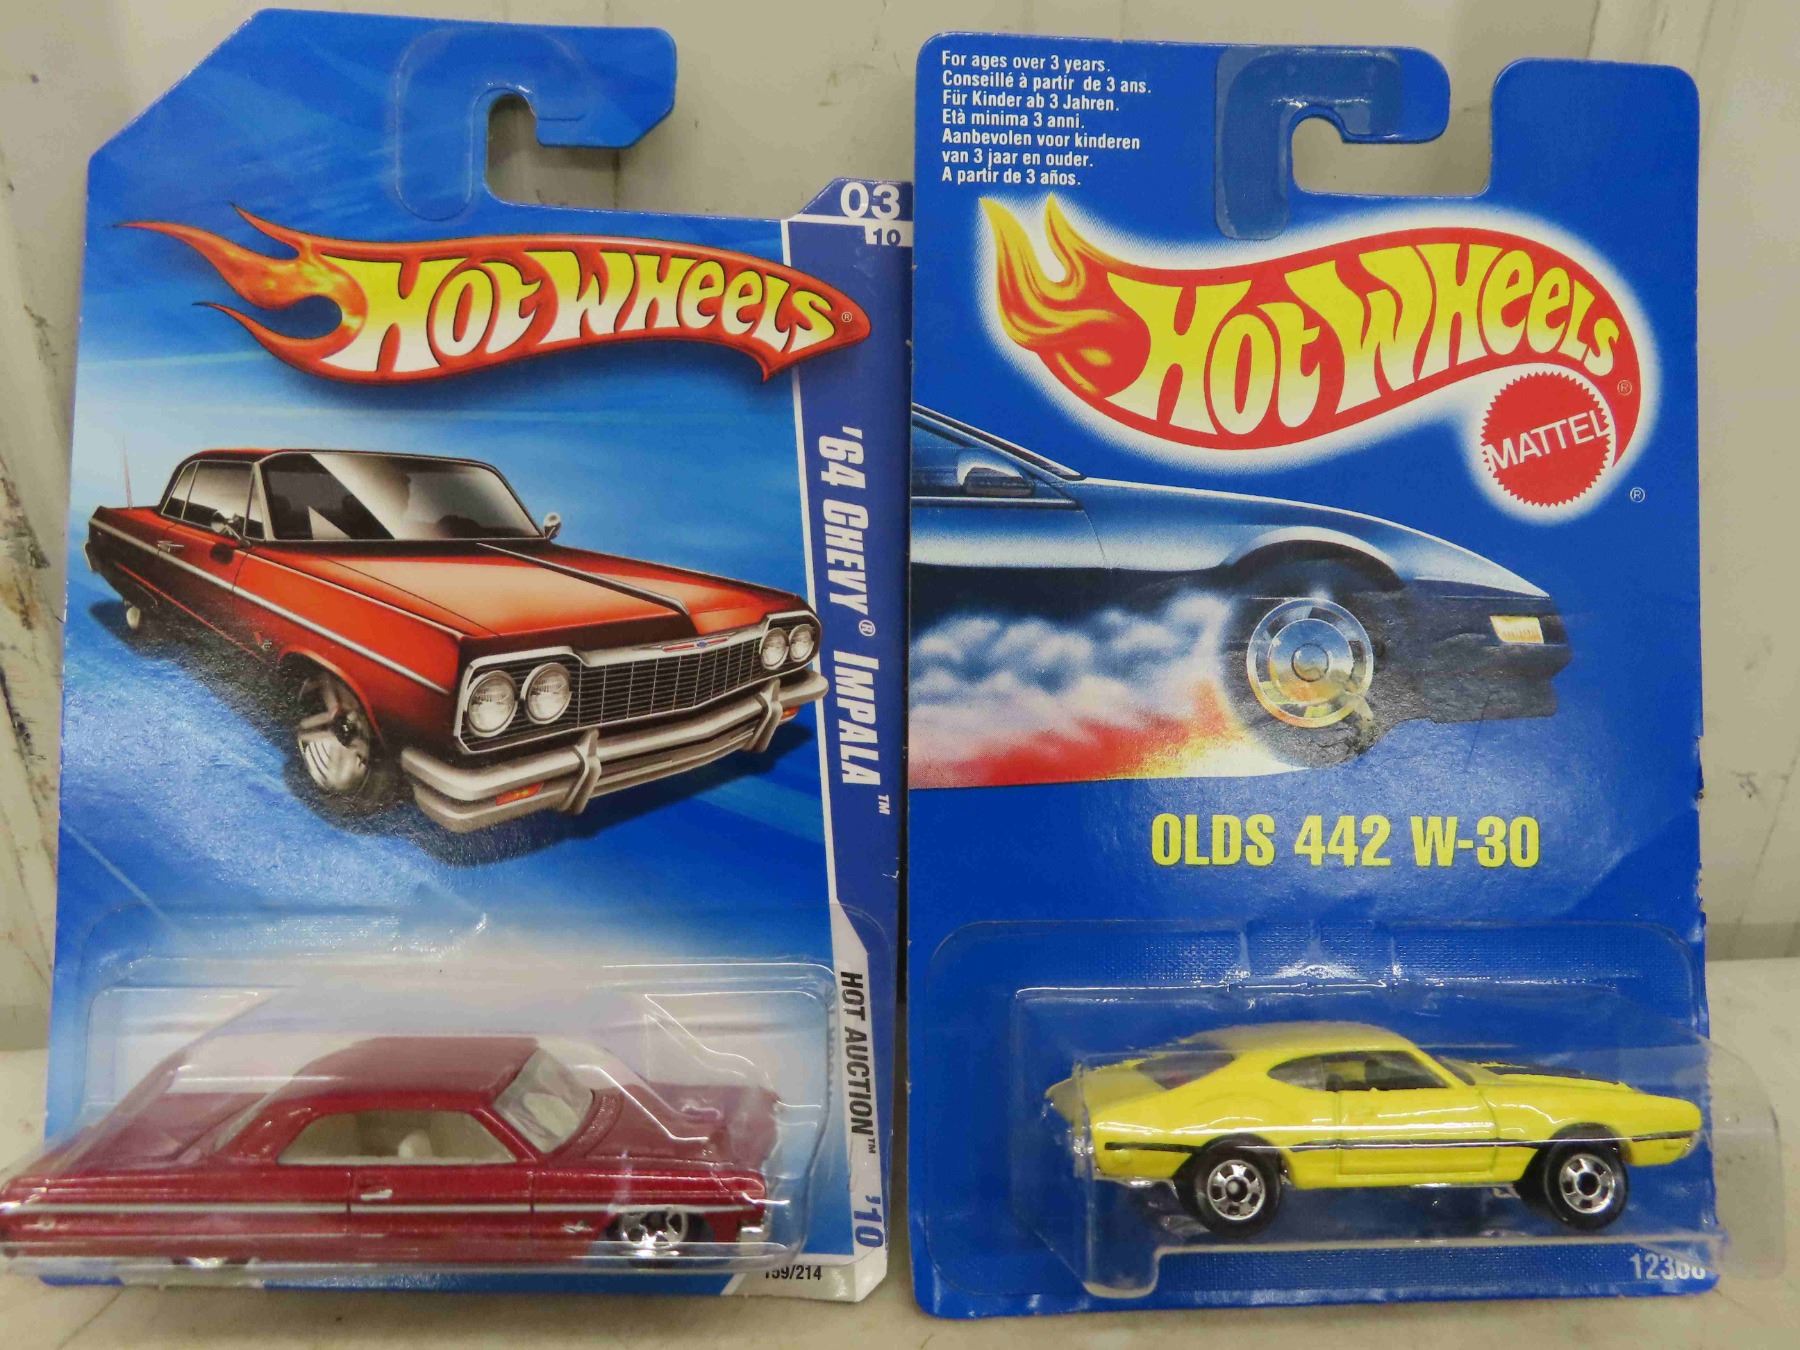 03
10
HOT WHEELS ®
'64 CHEVY® IMPALA™
HOT AUCTION™ '10
159/214
For ages over 3 years.
Conseillé à partir de 3 ans.
Für Kinder ab 3 Jahren.
Età minima 3 anni.
Aanbevolen voor kinderen
van 3 jaar en ouder.
A partir de 3 años.
HOT WHEELS ®
MATTEL
®
OLDS 442 W-30